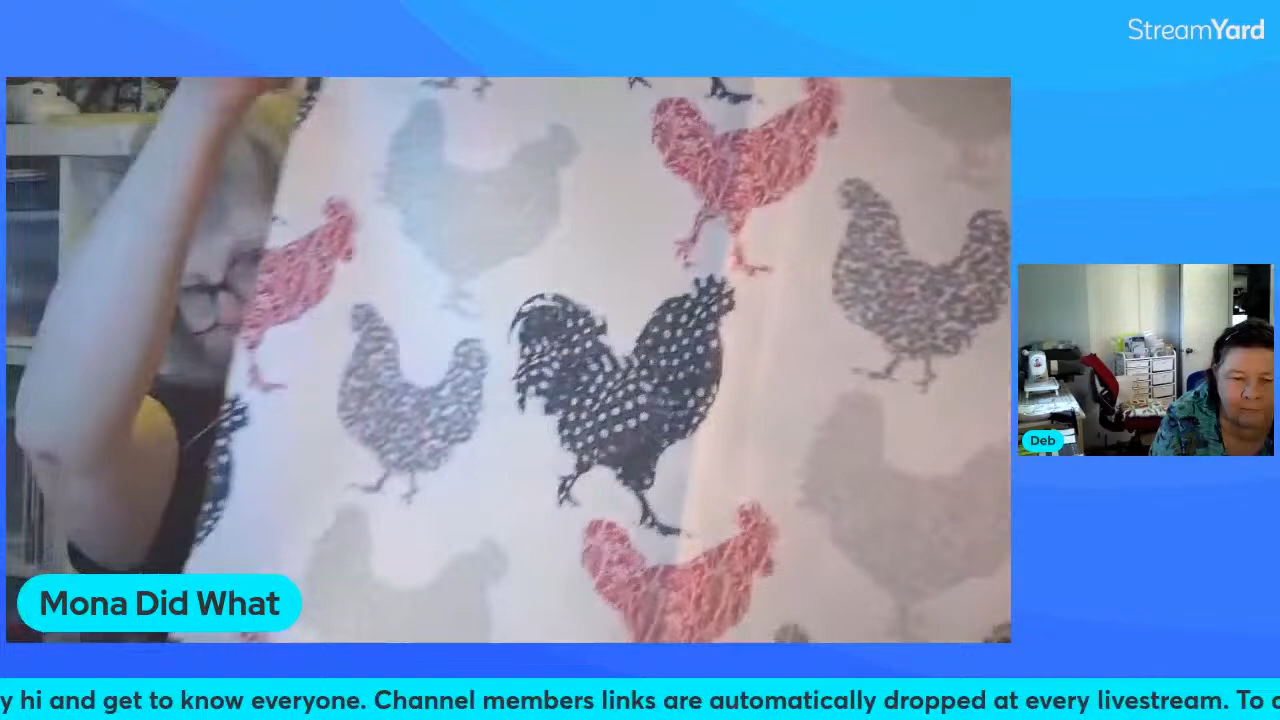 StreamYard
Deb
Mona Did What
y hi and get to know everyone. Channel members links are automatically dropped at every livestream. To